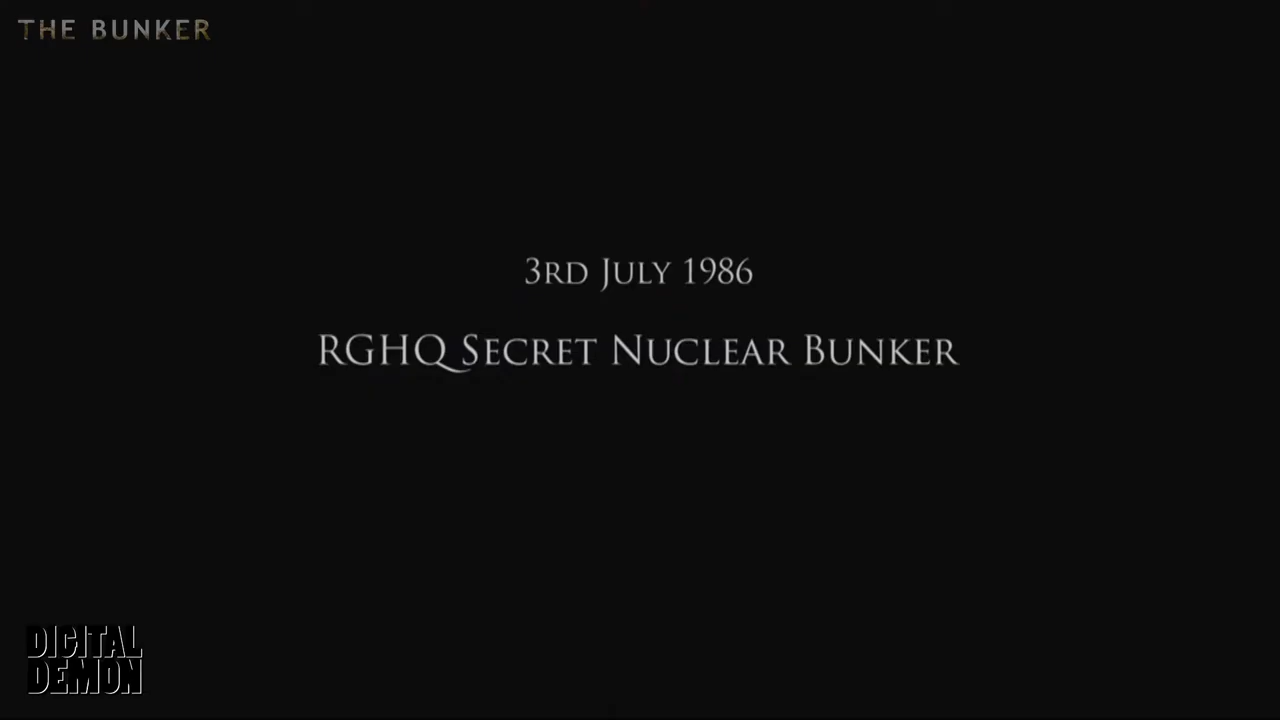 THE BUNKER
3RD JULY 1986
RGHQ SECRET NUCLEAR BUNKER
DIGITAL
DEMON